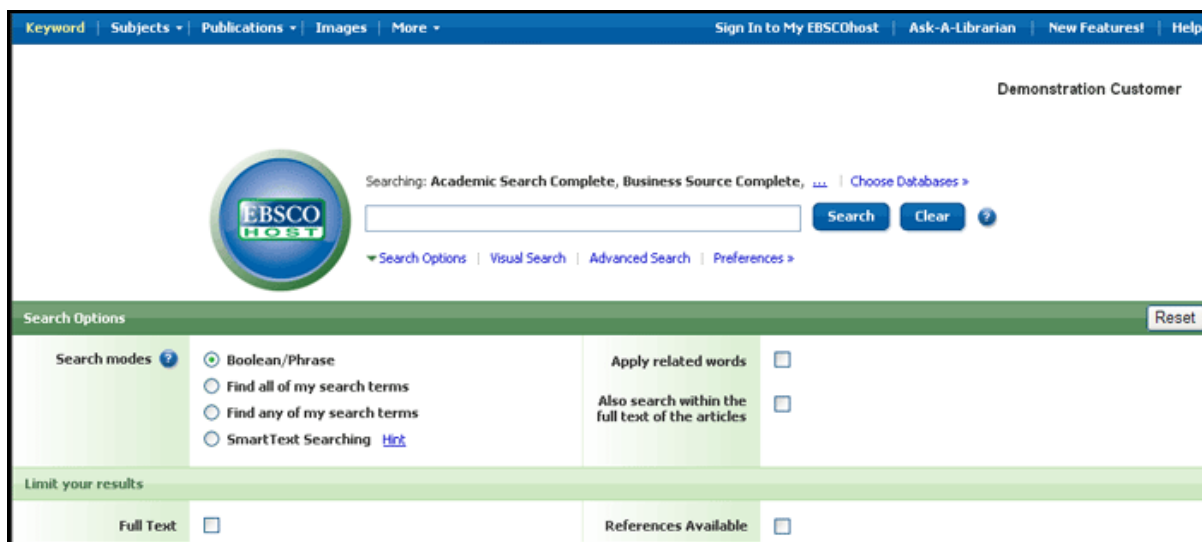 Keyword | Subjects | Publications | Images | More Sign In to My EBSCOhost | Ask-A-Librarian | New Features! | Help
Demonstration Customer
Searching: Academic Search Complete, Business Source Complete, ... | Choose Databases »
EBSCO
HOST
Search Clear ?
Search Options | Visual Search | Advanced Search | Preferences »
Search Options Reset
Search modes ? Boolean/Phrase Apply related words
Find all of my search terms
Also search within the
Find any of my search terms full text of the articles
SmartText Searching Hint
Limit your results
Full Text References Available